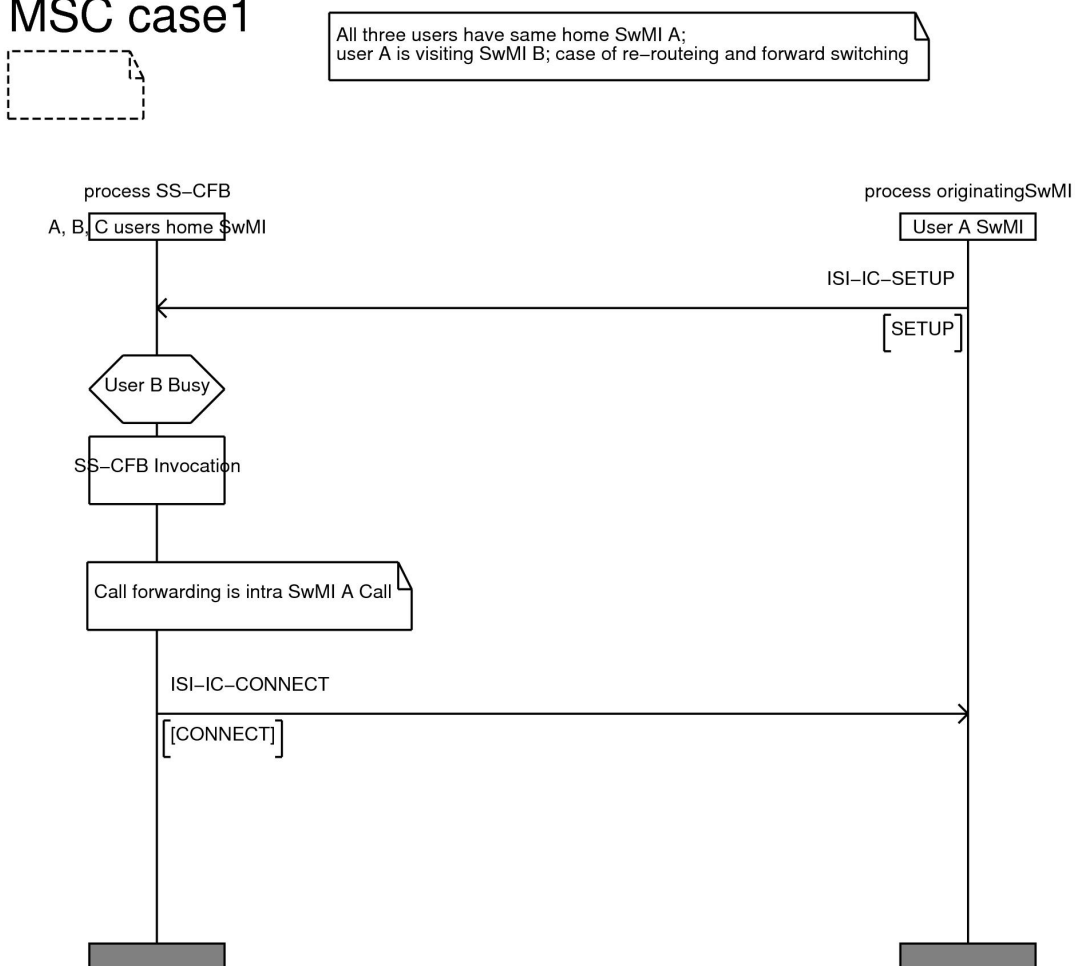 MSC case1
All three users have same home SwMI A;
user A is visiting SwMI B; case of re–routeing and forward switching
process SS–CFB
process originatingSwMI
A, B, C users home SwMI
User A SwMI
ISI–IC–SETUP
SETUP
User B Busy
SS–CFB Invocation
Call forwarding is intra SwMI A Call
ISI–IC–CONNECT
[CONNECT]